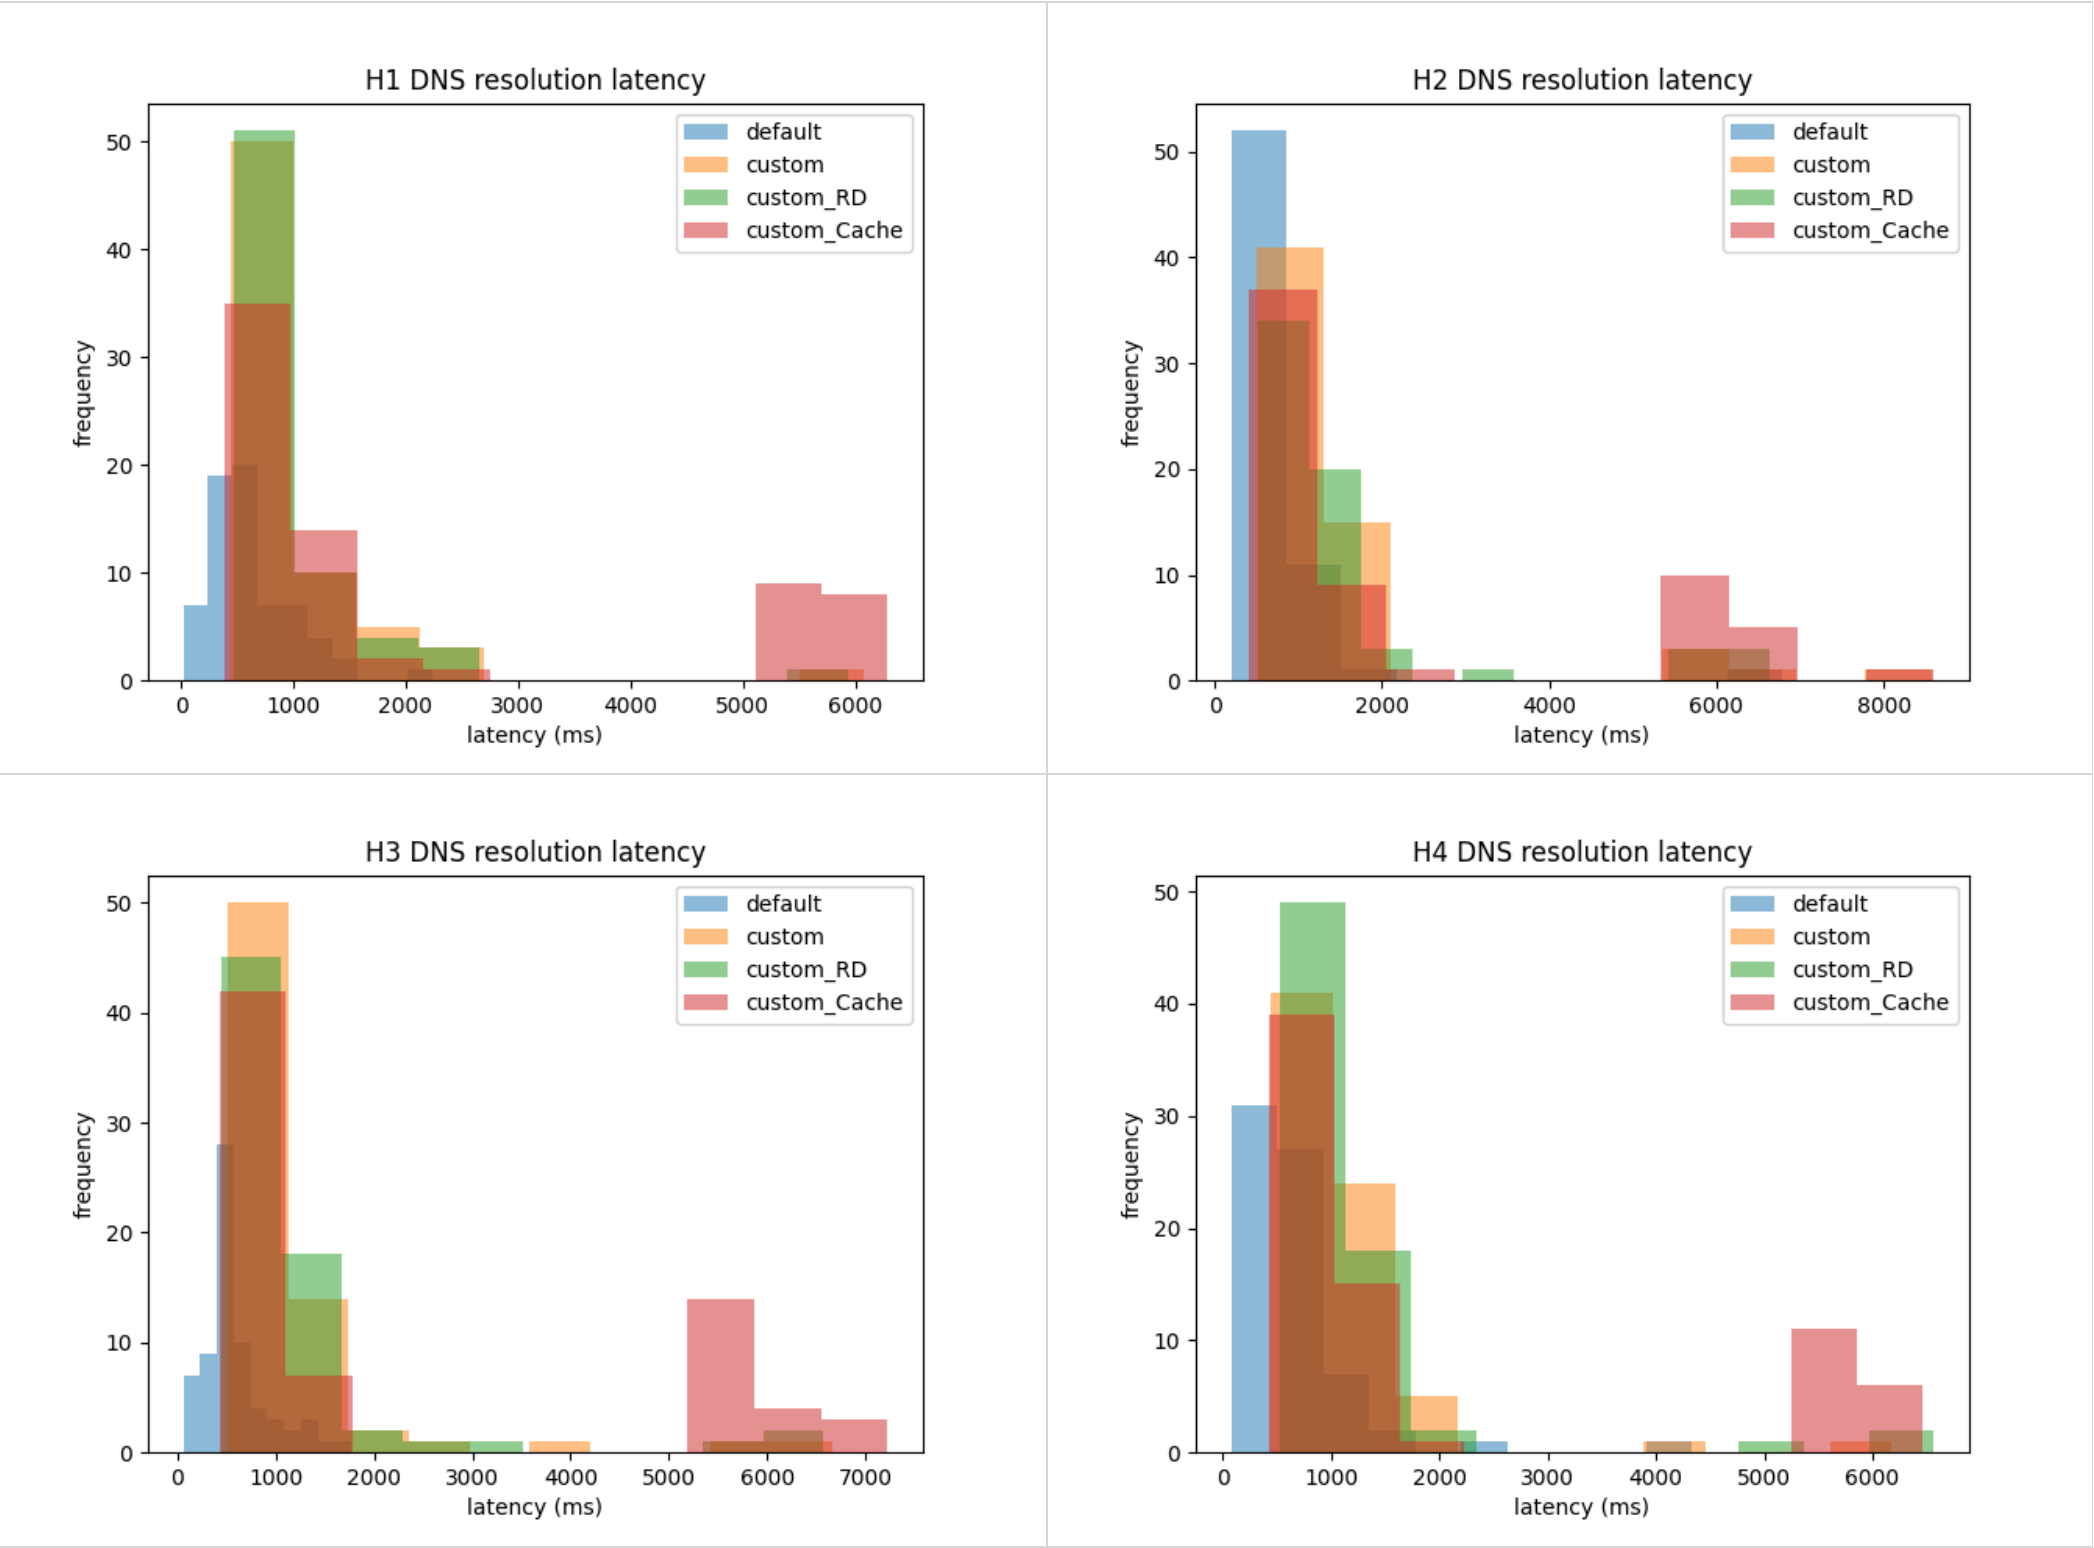 H1 DNS resolution latency
default
custom
custom_RD
custom_Cache
50
40
30
20
10
0
frequency
0 1000 2000 3000 4000 5000 6000
latency (ms)
H2 DNS resolution latency
default
custom
custom_RD
custom_Cache
50
40
30
20
10
0
frequency
0 2000 4000 6000 8000
latency (ms)
H3 DNS resolution latency
default
custom
custom_RD
custom_Cache
50
40
30
20
10
0
frequency
0 1000 2000 3000 4000 5000 6000 7000
latency (ms)
H4 DNS resolution latency
default
custom
custom_RD
custom_Cache
50
40
30
20
10
0
frequency
0 1000 2000 3000 4000 5000 6000
latency (ms)